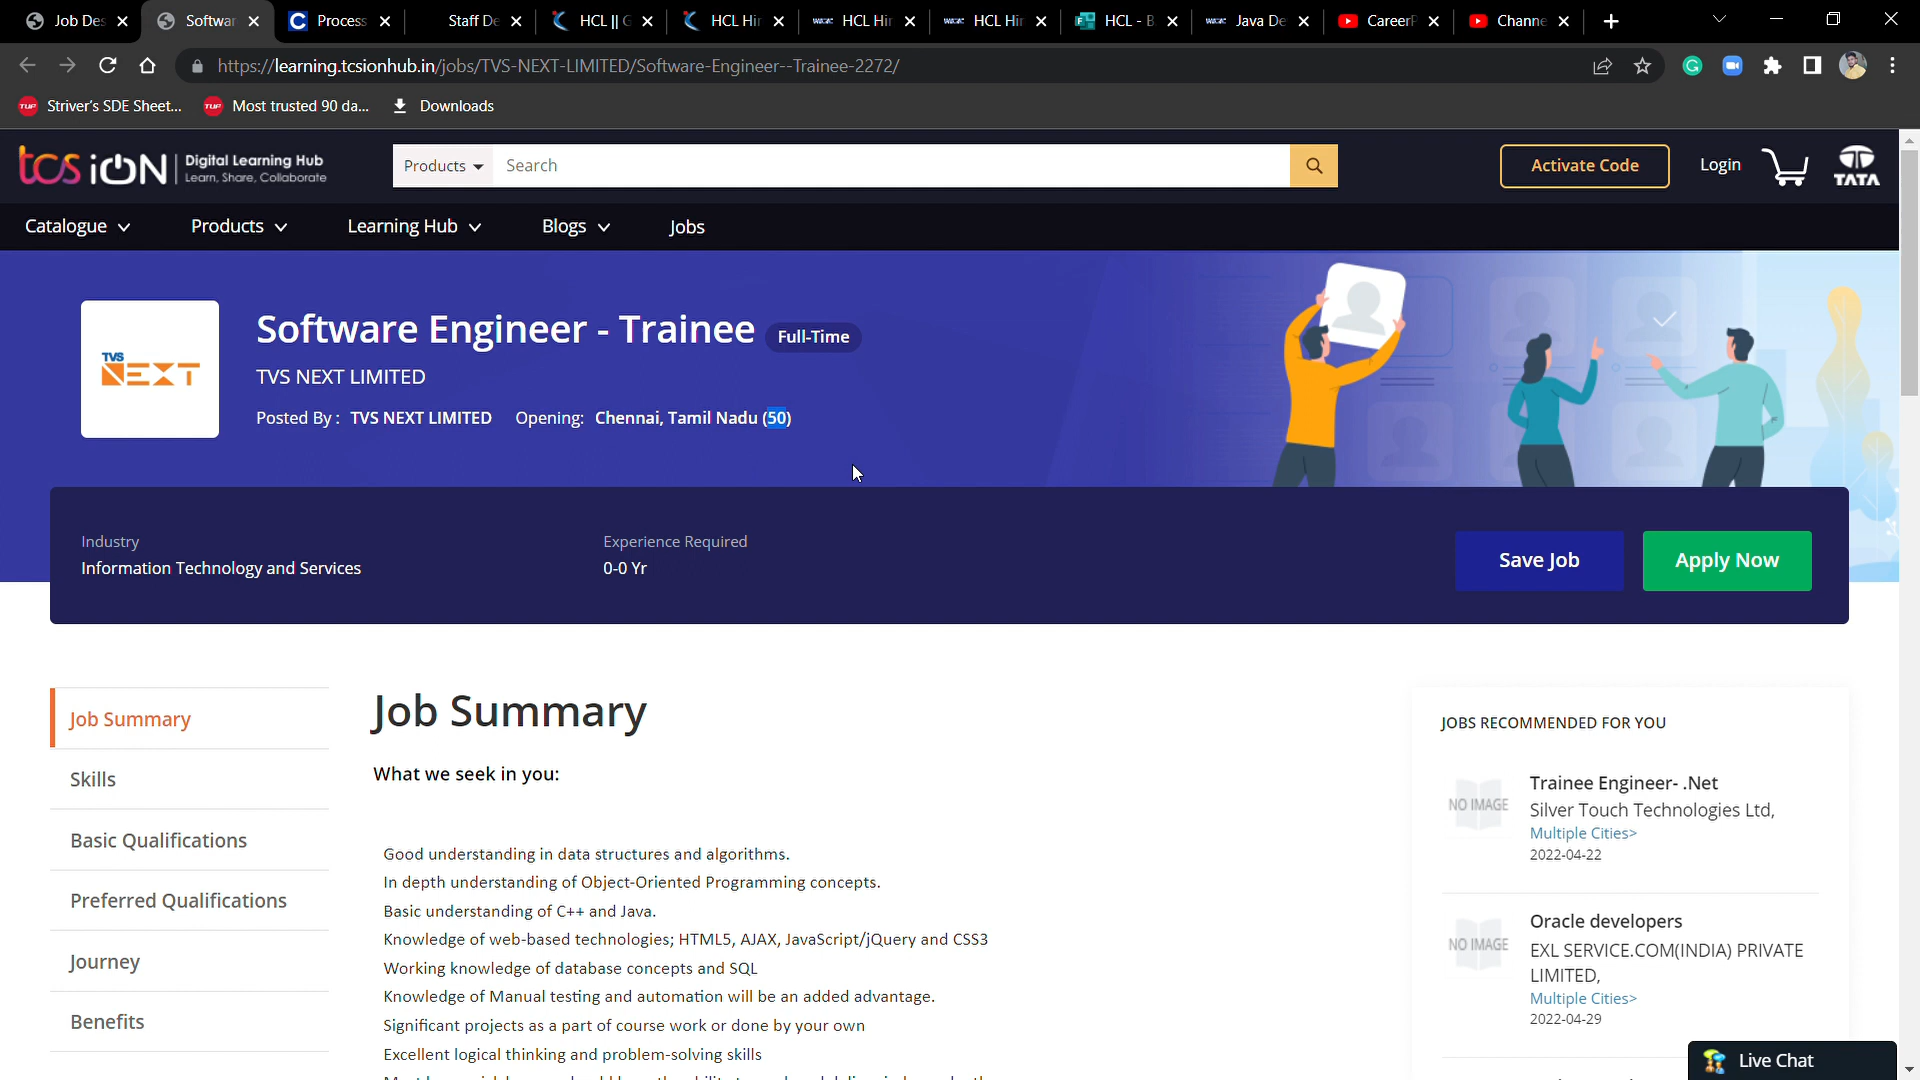 Job Des
Softwar
Process
Staff De
HCL || G
HCL Hir
HCL Hir
HCL Hir
HCL - B
Java De
CareerP
Channe
https://learning.tcsionhub.in/jobs/TVS-NEXT-LIMITED/Software-Engineer--Trainee-2272/
Striver's SDE Sheet...
Most trusted 90 da...
Downloads
tcs iON
Digital Learning Hub
Learn, Share, Collaborate
Products
Search
Activate Code
Login
TATA
Catalogue
Products
Learning Hub
Blogs
Jobs
TVS
NEXT
Software Engineer - Trainee
Full-Time
TVS NEXT LIMITED
Posted By : TVS NEXT LIMITED Opening: Chennai, Tamil Nadu (50)
Industry
Information Technology and Services
Experience Required
0-0 Yr
Save Job
Apply Now
Job Summary
Skills
Basic Qualifications
Preferred Qualifications
Journey
Benefits
Job Summary
What we seek in you:
Good understanding in data structures and algorithms.
In depth understanding of Object-Oriented Programming concepts.
Basic understanding of C++ and Java.
Knowledge of web-based technologies; HTML5, AJAX, JavaScript/jQuery and CSS3
Working knowledge of database concepts and SQL
Knowledge of Manual testing and automation will be an added advantage.
Significant projects as a part of course work or done by your own
Excellent logical thinking and problem-solving skills
JOBS RECOMMENDED FOR YOU
NO IMAGE
Trainee Engineer- .Net
Silver Touch Technologies Ltd,
Multiple Cities>
2022-04-22
NO IMAGE
Oracle developers
EXL SERVICE.COM(INDIA) PRIVATE
LIMITED,
Multiple Cities>
2022-04-29
Live Chat